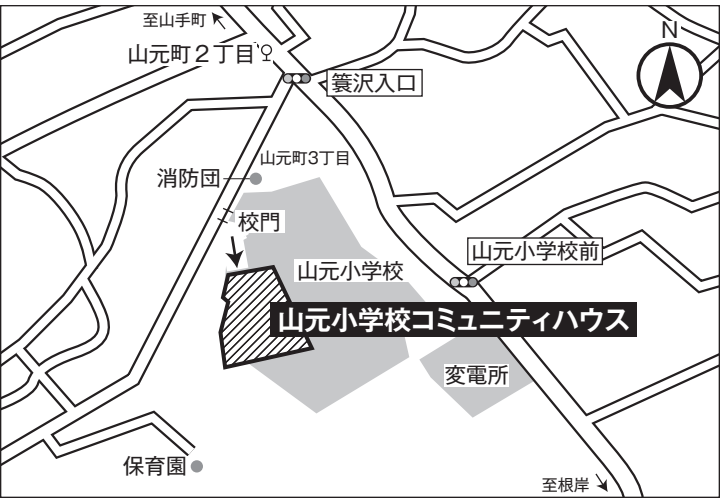 至山手町
山元町２丁目
N
簑沢入口
山元町3丁目
消防団
校門
山元小学校前
山元小学校
山元小学校コミュニティハウス
変電所
保育園
至根岸